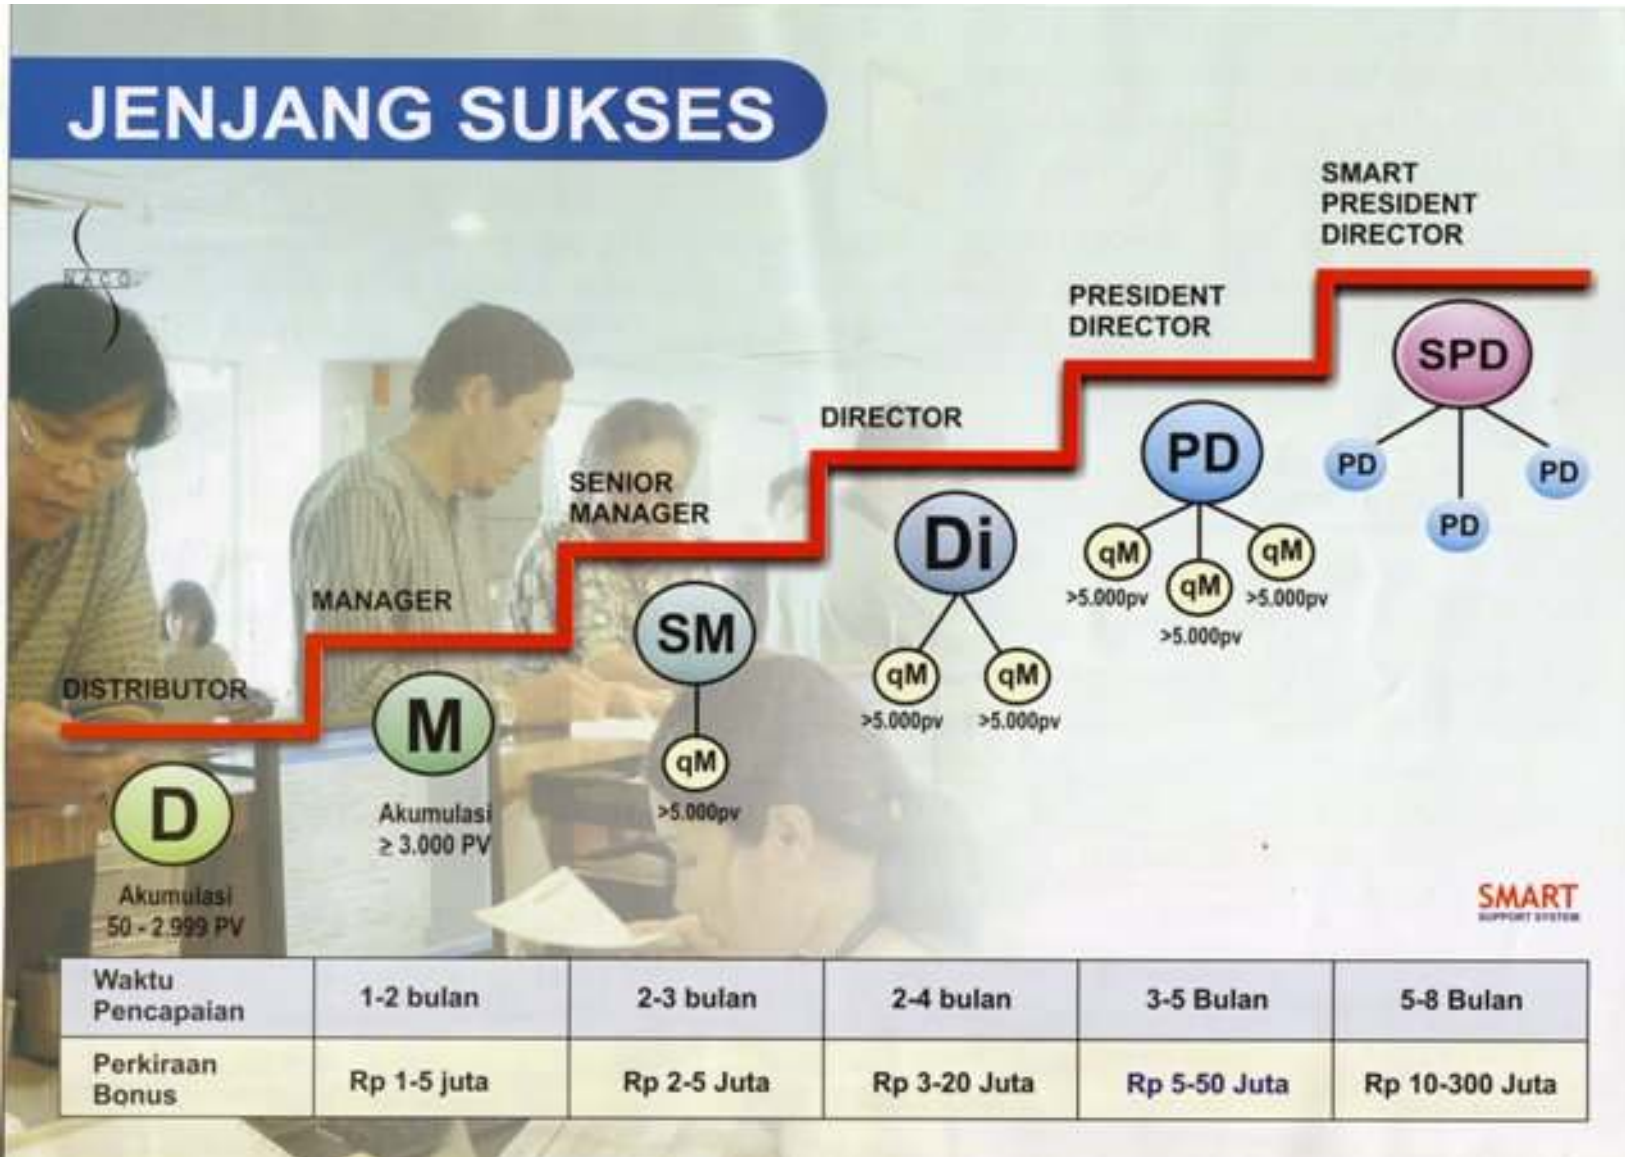 JENJANG SUKSES
NACO
SMART
PRESIDENT
DIRECTOR
PRESIDENT
DIRECTOR
DIRECTOR
SENIOR
MANAGER
MANAGER
DISTRIBUTOR
SPD
PD
PD
PD
PD
qM
qM
qM
>5.000pv
>5.000pv
>5.000pv
Di
qM
qM
>5.000pv
>5.000pv
SM
qM
>5.000pv
M
Akumulasi
≥ 3.000 PV
D
Akumulasi
50 - 2.999 PV
SMART
SUPPORT SYSTEM
Waktu
Pencapaian
1-2 bulan
2-3 bulan
2-4 bulan
3-5 Bulan
5-8 Bulan
Perkiraan
Bonus
Rp 1-5 juta
Rp 2-5 Juta
Rp 3-20 Juta
Rp 5-50 Juta
Rp 10-300 Juta